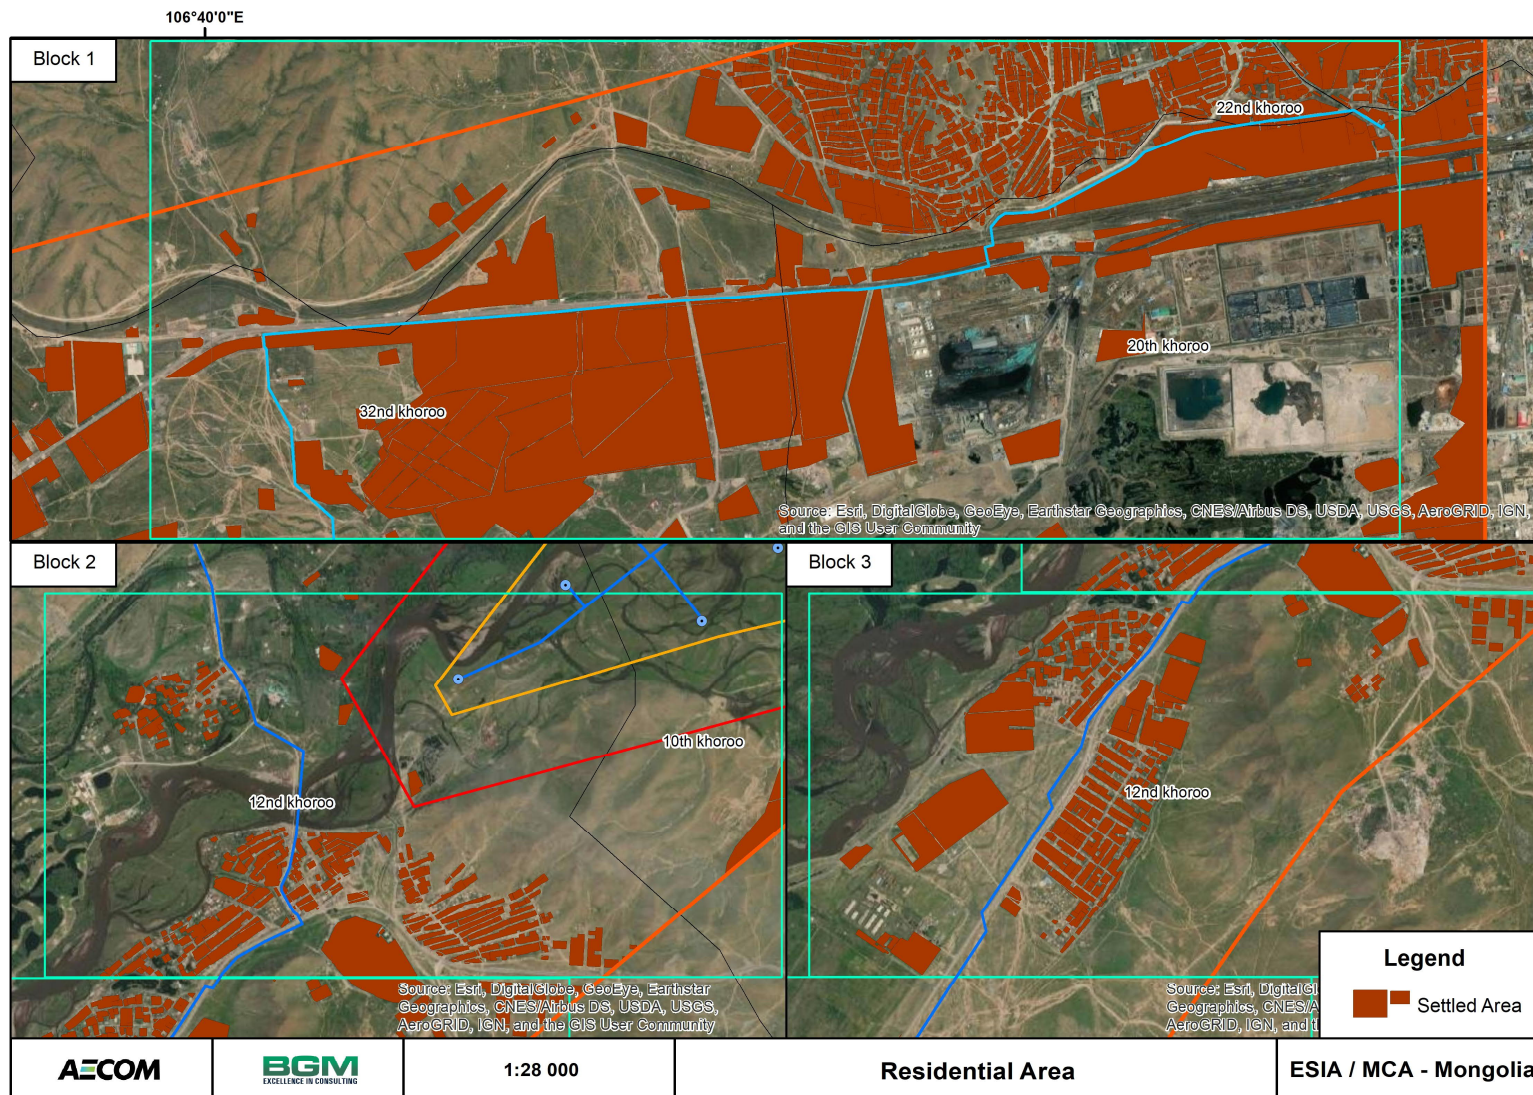 106°40'0"E
Block 1
22nd khoroo
20th khoroo
32nd khoroo
Source: Esri, DigitalGlobe, GeoEye, Earthstar Geographics, CNES/Airbus DS, USDA, USGS, AeroGRID, IGN,
and the GIS User Community
Block 2
10th khoroo
12nd khoroo
Source: Esri, DigitalGlobe, GeoEye, Earthstar
Geographics, CNES/Airbus DS, USDA, USGS,
AeroGRID, IGN, and the GIS User Community
Block 3
12nd khoroo
Source: Esri, DigitalGl
Geographics, CNES/A
AeroGRID, IGN, and t
Legend
Settled Area
AECOM
BGM
EXCELLENCE IN CONSULTING
1:28 000
Residential Area
ESIA / MCA - Mongolia